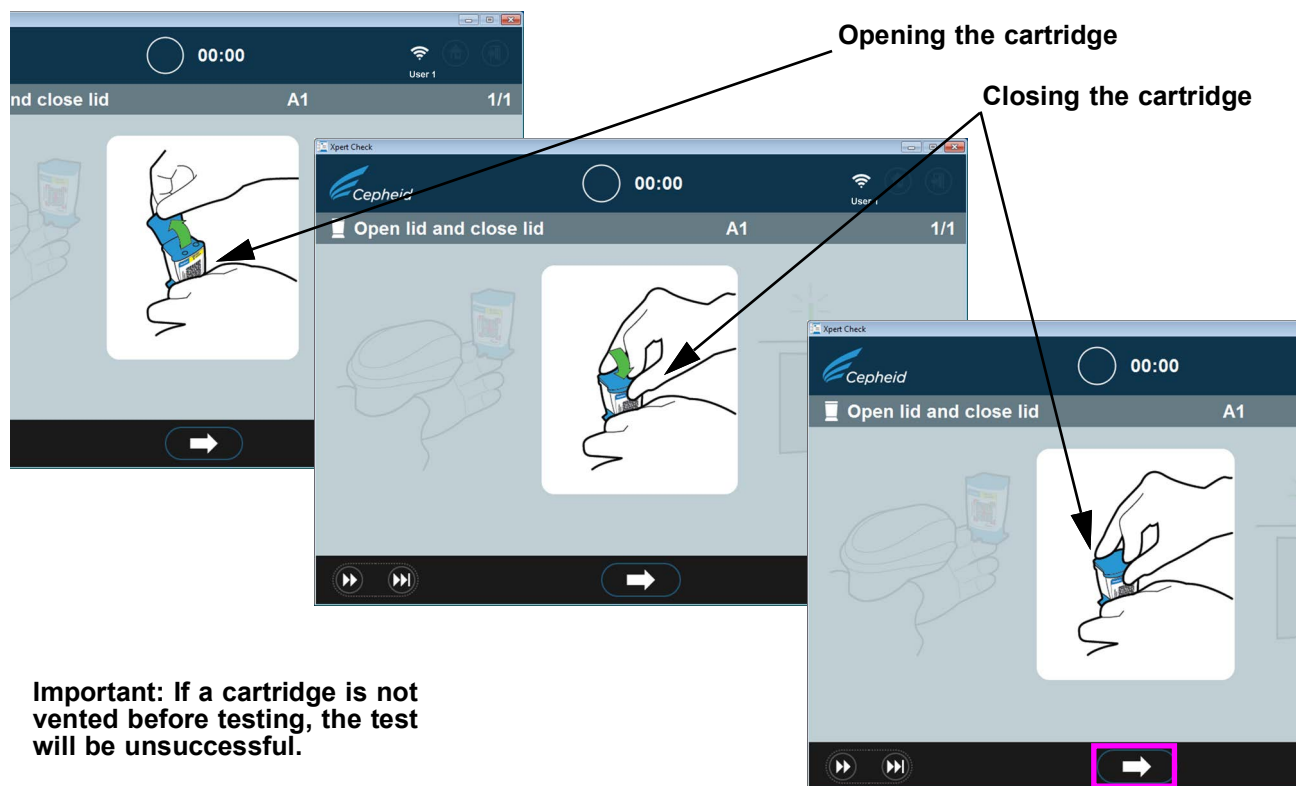 Opening the cartridge
Closing the cartridge
00:00
User 1
nd close lid A1 1/1
Xpert Check
Cepheid
00:00
User 1
Open lid and close lid A1 1/1
Xpert Check
Cepheid
00:00
Open lid and close lid A1
Important: If a cartridge is not
vented before testing, the test
will be unsuccessful.